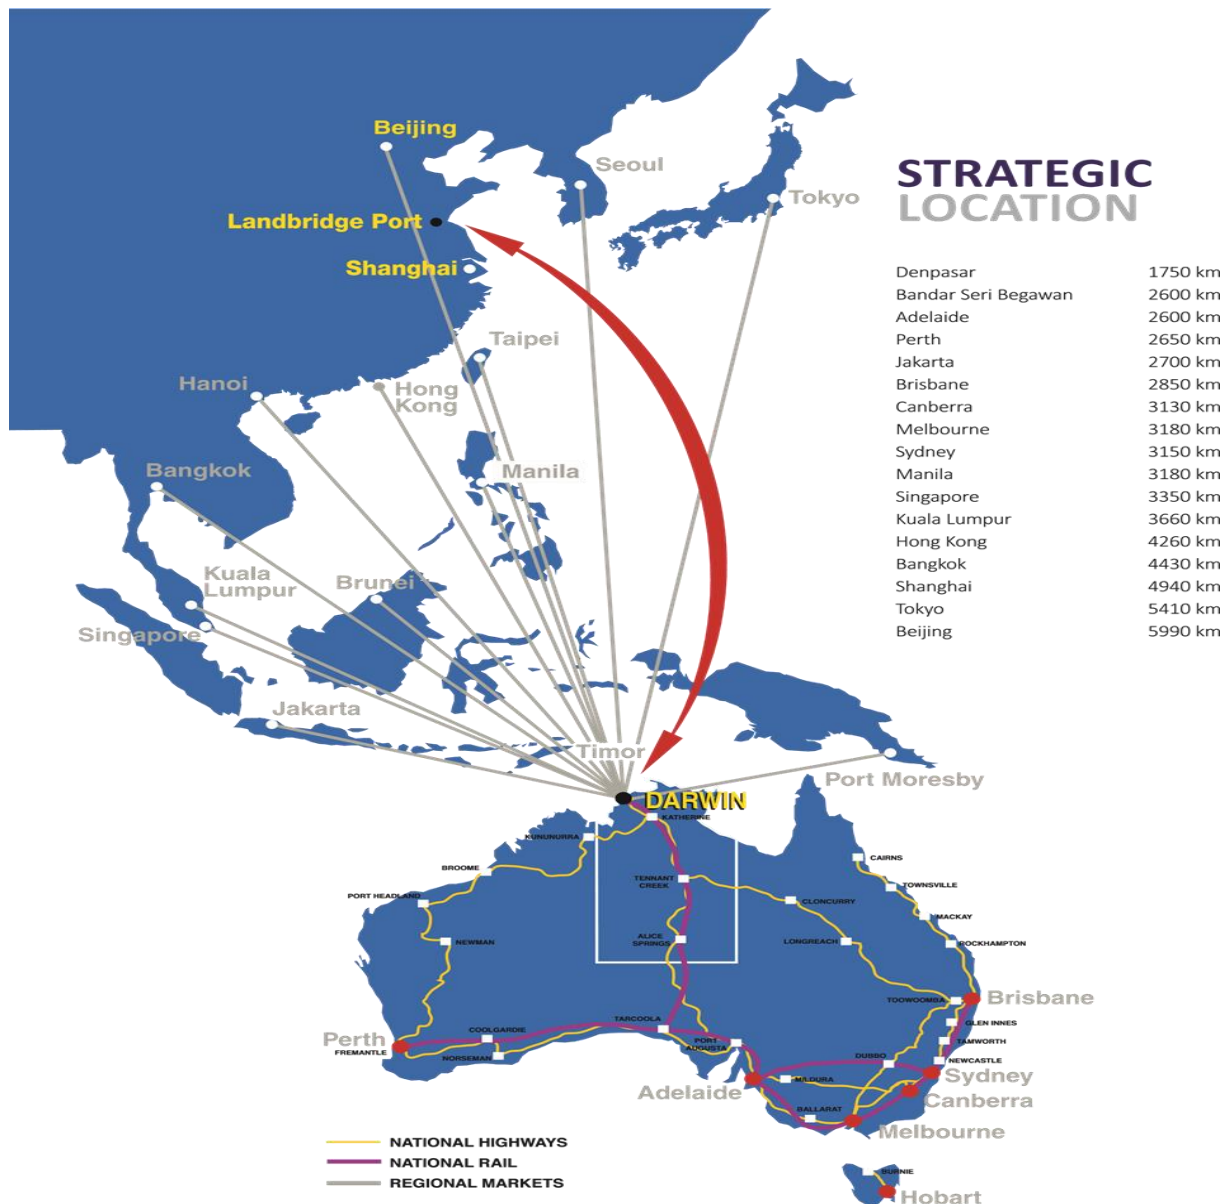 Beijing
Seoul
Tokyo
Landbridge Port
Shanghai
Taipei
Hanoi
Hong
Kong
Bangkok
Manila
Kuala
Lumpur
Brunei
Singapore
Jakarta
Timor
Port Moresby
STRATEGIC
LOCATION
Denpasar 1750 km
Bandar Seri Begawan 2600 km
Adelaide 2600 km
Perth 2650 km
Jakarta 2700 km
Brisbane 2850 km
Canberra 3130 km
Melbourne 3180 km
Sydney 3150 km
Manila 3180 km
Singapore 3350 km
Kuala Lumpur 3660 km
Hong Kong 4260 km
Bangkok 4430 km
Shanghai 4940 km
Tokyo 5410 km
Beijing 5990 km
DARWIN
KATHERINE
KUNUNURRA
BROOME
PORT HEADLAND
NEWMAN
TENNANT
CREEK
ALICE
SPRINGS
CLONCURRY
LONGREACH
CAIRNS
TOWNSVILLE
MACKAY
ROCKHAMPTON
TOOWOOMBA
Brisbane
GLEN INNES
TAMWORTH
NEWCASTLE
DUBBO
Sydney
Canberra
Melbourne
MILDURA
BALLARAT
Adelaide
PORT
AUGUSTA
TARCOOLA
COOLGARDIE
NORSEMAN
Perth
FREMANTLE
BURNIE
Hobart
NATIONAL HIGHWAYS
NATIONAL RAIL
REGIONAL MARKETS